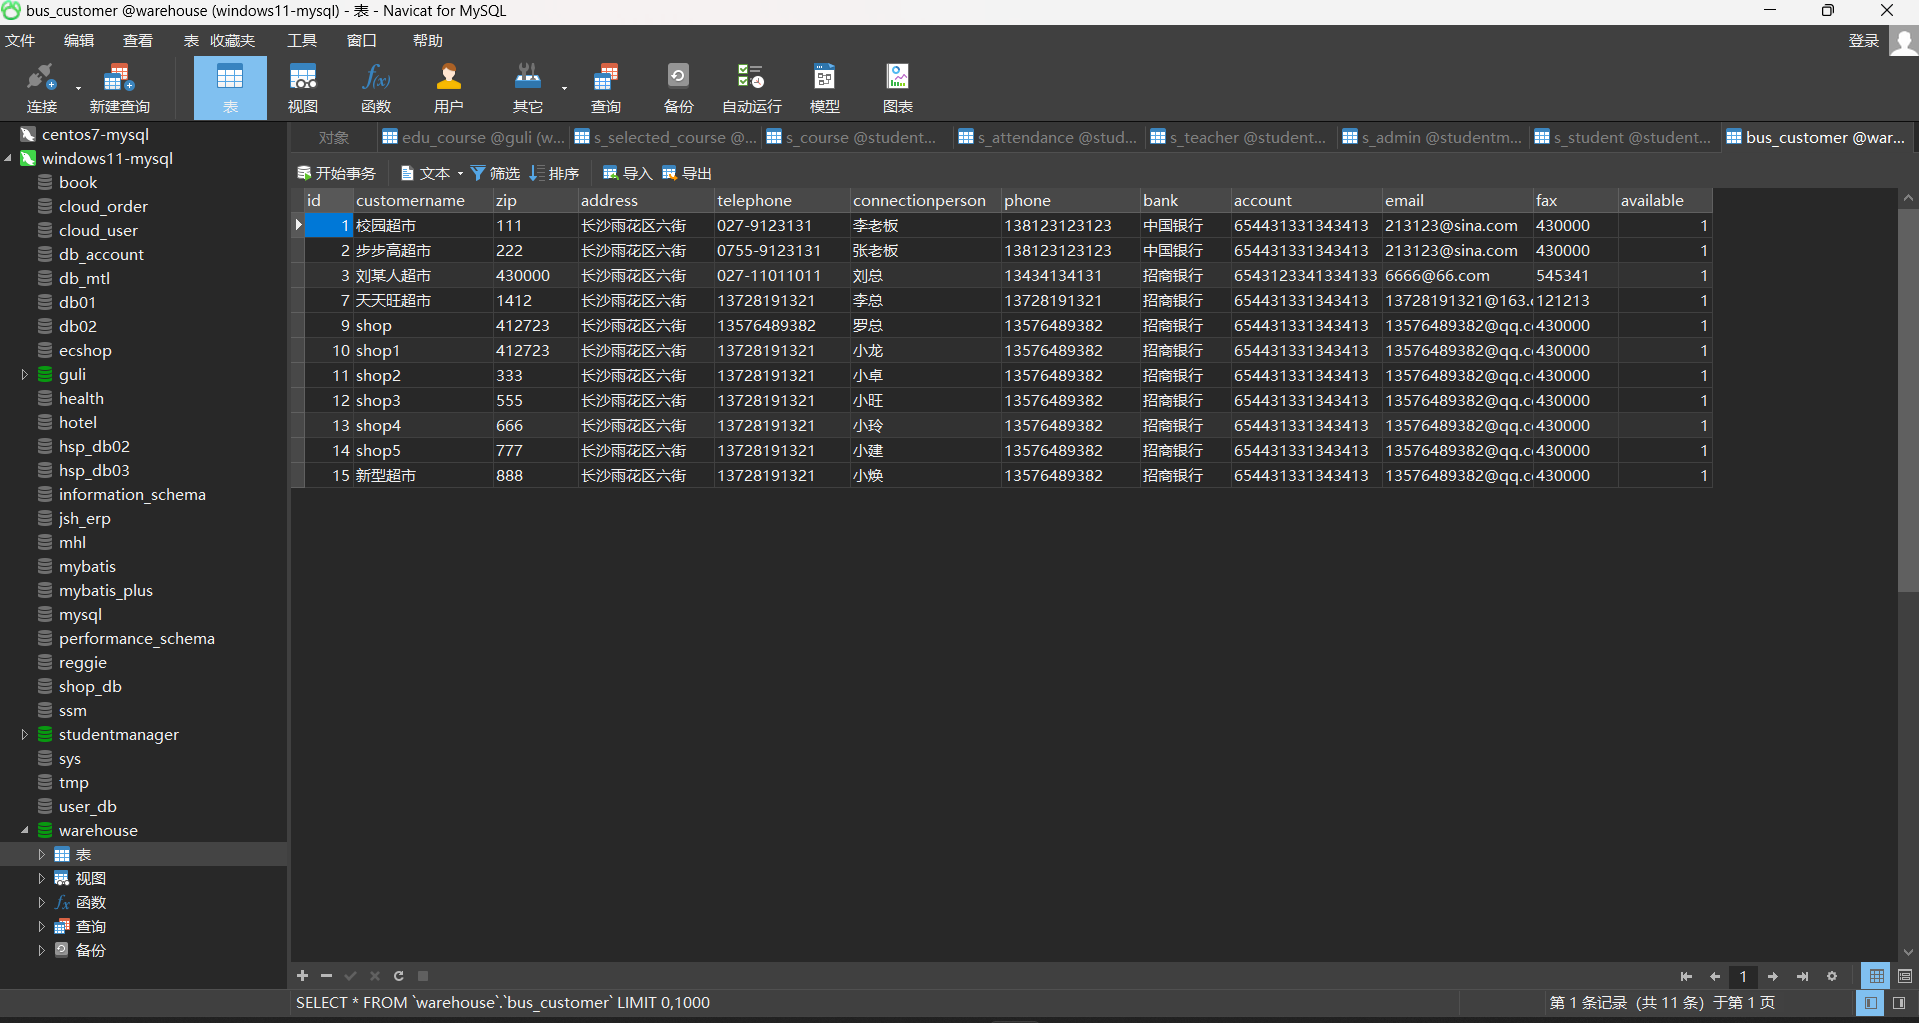 bus_customer @warehouse (windows11-mysql) - 表 - Navicat for MySQL
文件 编辑 查看 表 收藏夹 工具 窗口 帮助 登录
连接 新建查询 表 视图 函数 用户 其它 查询 备份 自动运行 模型 图表
centos7-mysql
windows11-mysql
book
cloud_order
cloud_user
db_account
db_mtl
db01
db02
ecshop
guli
health
hotel
hsp_db02
hsp_db03
information_schema
jsh_erp
mhl
mybatis
mybatis_plus
mysql
performance_schema
reggie
shop_db
ssm
studentmanager
sys
tmp
user_db
warehouse
表
视图
函数
查询
备份
对象 edu_course @guli (w... s_selected_course @... s_course @student... s_attendance @stud... s_teacher @student... s_admin @studentm... s_student @student... bus_customer @war...
开始事务 文本 筛选 排序 导入 导出
id customername zip address telephone connectionperson phone bank account email fax available
1 校园超市 111 长沙雨花区六街 027-9123131 李老板 138123123123 中国银行 654431331343413 213123@sina.com 430000 1
2 步步高超市 222 长沙雨花区六街 0755-9123131 张老板 138123123123 中国银行 654431331343413 213123@sina.com 430000 1
3 刘某人超市 430000 长沙雨花区六街 027-11011011 刘总 13434134131 招商银行 6543123341334133 6666@66.com 545341 1
7 天天旺超市 1412 长沙雨花区六街 13728191321 李总 13728191321 招商银行 654431331343413 13728191321@163.c 121213 1
9 shop 412723 长沙雨花区六街 13576489382 罗总 13576489382 招商银行 654431331343413 13576489382@qq.c 430000 1
10 shop1 412723 长沙雨花区六街 13728191321 小龙 13576489382 招商银行 654431331343413 13576489382@qq.c 430000 1
11 shop2 333 长沙雨花区六街 13728191321 小卓 13576489382 招商银行 654431331343413 13576489382@qq.c 430000 1
12 shop3 555 长沙雨花区六街 13728191321 小旺 13576489382 招商银行 654431331343413 13576489382@qq.c 430000 1
13 shop4 666 长沙雨花区六街 13728191321 小玲 13576489382 招商银行 654431331343413 13576489382@qq.c 430000 1
14 shop5 777 长沙雨花区六街 13728191321 小建 13576489382 招商银行 654431331343413 13576489382@qq.c 430000 1
15 新型超市 888 长沙雨花区六街 13728191321 小焕 13576489382 招商银行 654431331343413 13576489382@qq.c 430000 1
1
SELECT * FROM `warehouse`.`bus_customer` LIMIT 0,1000
第 1 条记录 (共 11 条) 于第 1 页